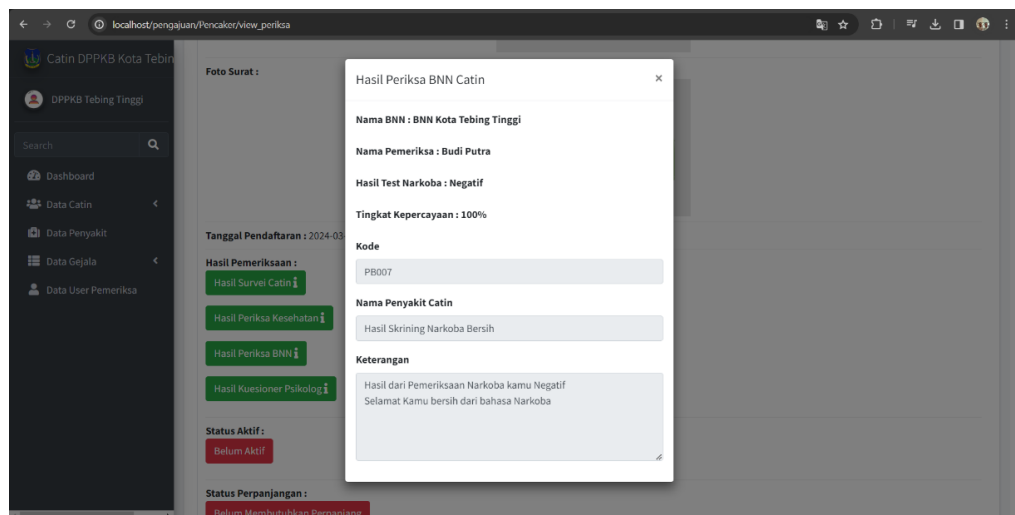 localhost/pengajuan/Pencaker/view_periksa
Catin DPPKB Kota Tebin
DPPKB Tebing Tinggi
Search
Dashboard
Data Catin
Data Penyakit
Data Gejala
Data User Pemeriksa
Foto Surat :
Tanggal Pendaftaran : 2024-03-
Hasil Pemeriksaan :
Hasil Survei Catin
Hasil Periksa Kesehatan
Hasil Periksa BNN
Hasil Kuesioner Psikolog
Status Aktif :
Belum Aktif
Status Perpanjangan :
Belum Membutuhkan Perpanjang
Hasil Periksa BNN Catin
×
Nama BNN : BNN Kota Tebing Tinggi
Nama Pemeriksa : Budi Putra
Hasil Test Narkoba : Negatif
Tingkat Kepercayaan : 100%
Kode
PB007
Nama Penyakit Catin
Hasil Skrining Narkoba Bersih
Keterangan
Hasil dari Pemeriksaan Narkoba kamu Negatif
Selamat Kamu bersih dari bahasa Narkoba